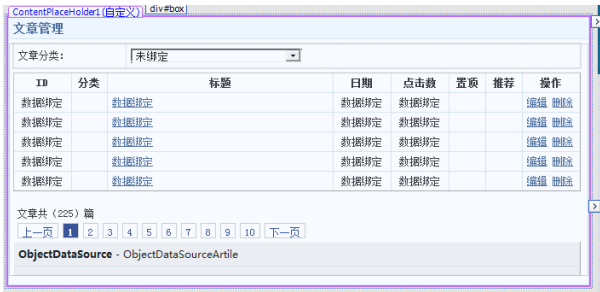 ContentPlaceHolder1 (自定义) div#box
文章管理
文章分类: 未绑定
ID 分类 标题 日期 点击数 置顶 推荐 操作
数据绑定 数据绑定 数据绑定 数据绑定 编辑 删除
数据绑定 数据绑定 数据绑定 数据绑定 编辑 删除
数据绑定 数据绑定 数据绑定 数据绑定 编辑 删除
数据绑定 数据绑定 数据绑定 数据绑定 编辑 删除
数据绑定 数据绑定 数据绑定 数据绑定 编辑 删除
文章共（225）篇
上一页 1 2 3 4 5 6 7 8 9 10 下一页
ObjectDataSource - ObjectDataSourceArtile